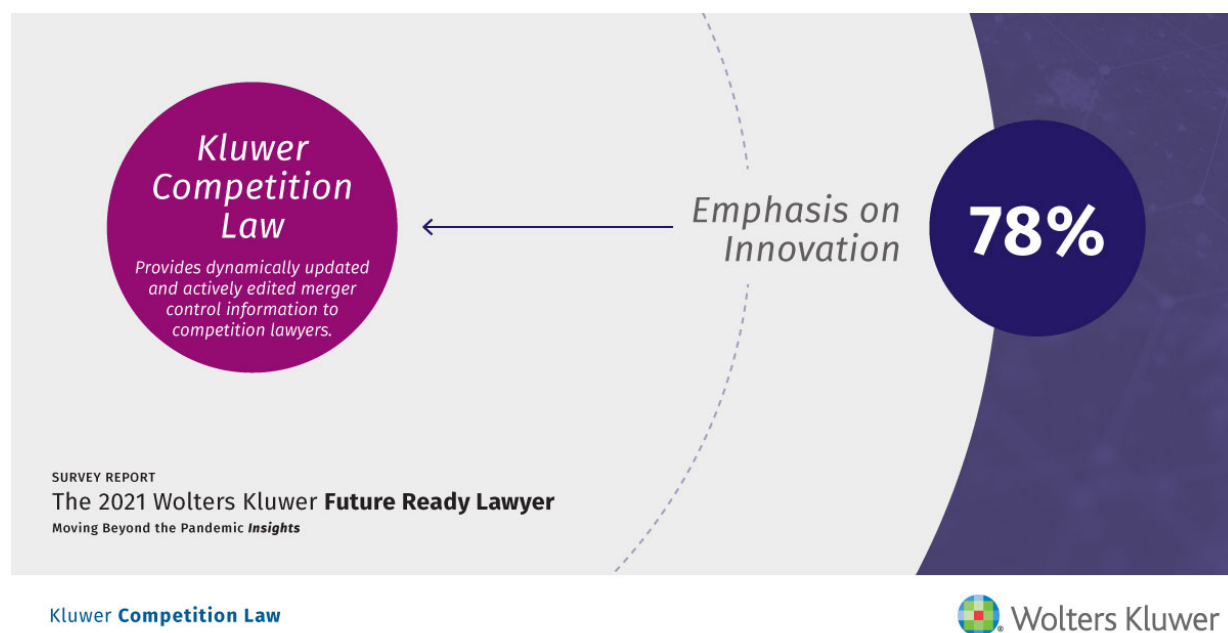 Kluwer
Competition
Law
Provides dynamically updated
and actively edited merger
control information to
competition lawyers.
Emphasis on
Innovation
78%
SURVEY REPORT
The 2021 Wolters Kluwer Future Ready Lawyer
Moving Beyond the Pandemic Insights
Kluwer Competition Law
Wolters Kluwer